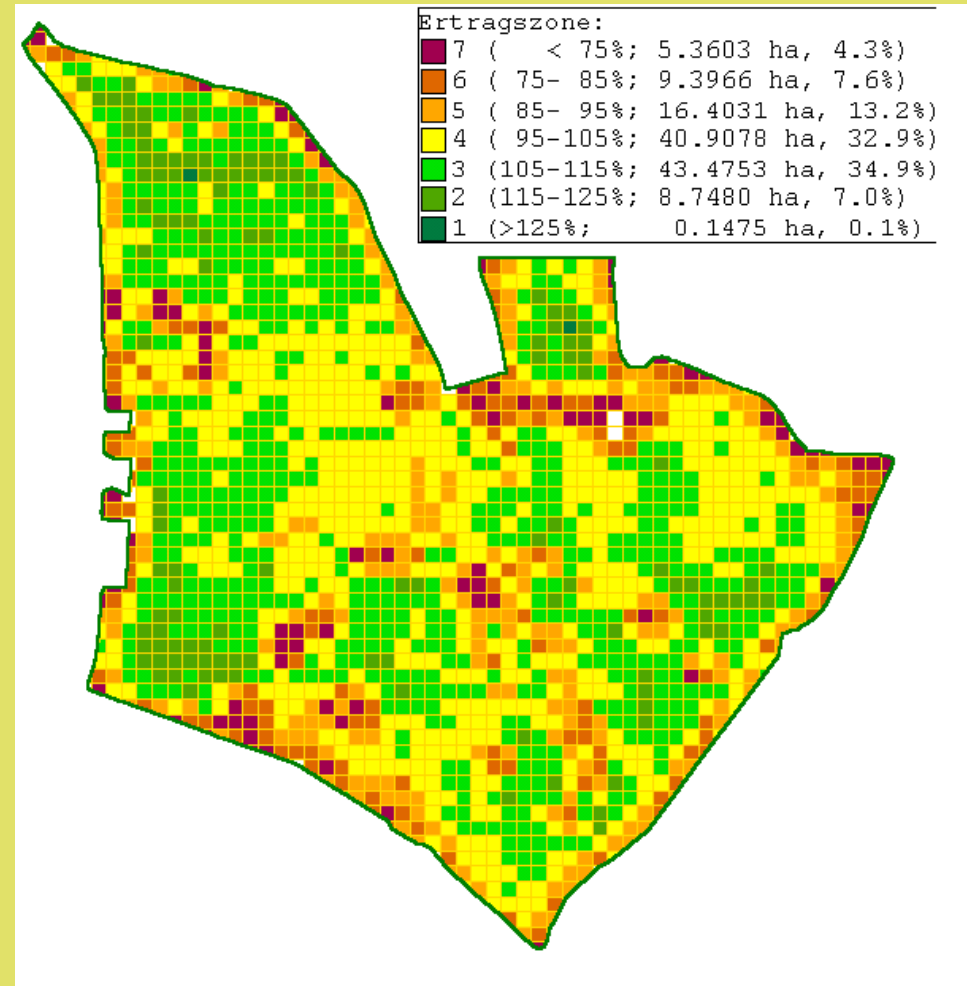 Ertragszone:
7 (   < 75%; 5.3603 ha, 4.3%)
6 ( 75- 85%; 9.3966 ha, 7.6%)
5 ( 85- 95%; 16.4031 ha, 13.2%)
4 ( 95-105%; 40.9078 ha, 32.9%)
3 (105-115%; 43.4753 ha, 34.9%)
2 (115-125%; 8.7480 ha, 7.0%)
1 (>125%;     0.1475 ha, 0.1%)